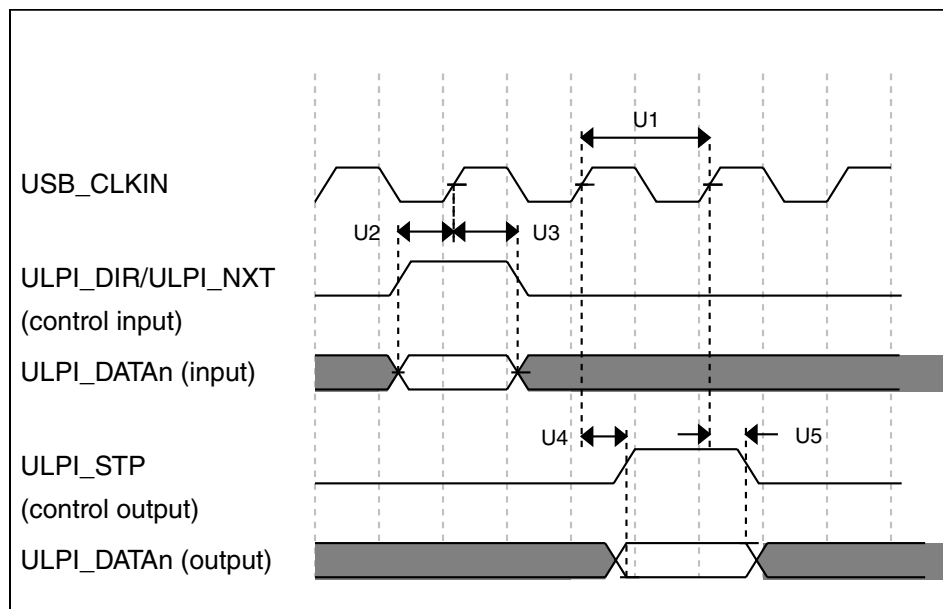 U1
USB_CLKIN
U2
U3
ULPI_DIR/ULPI_NXT
(control input)
ULPI_DATAn (input)
U4
U5
ULPI_STP
(control output)
ULPI_DATAn (output)